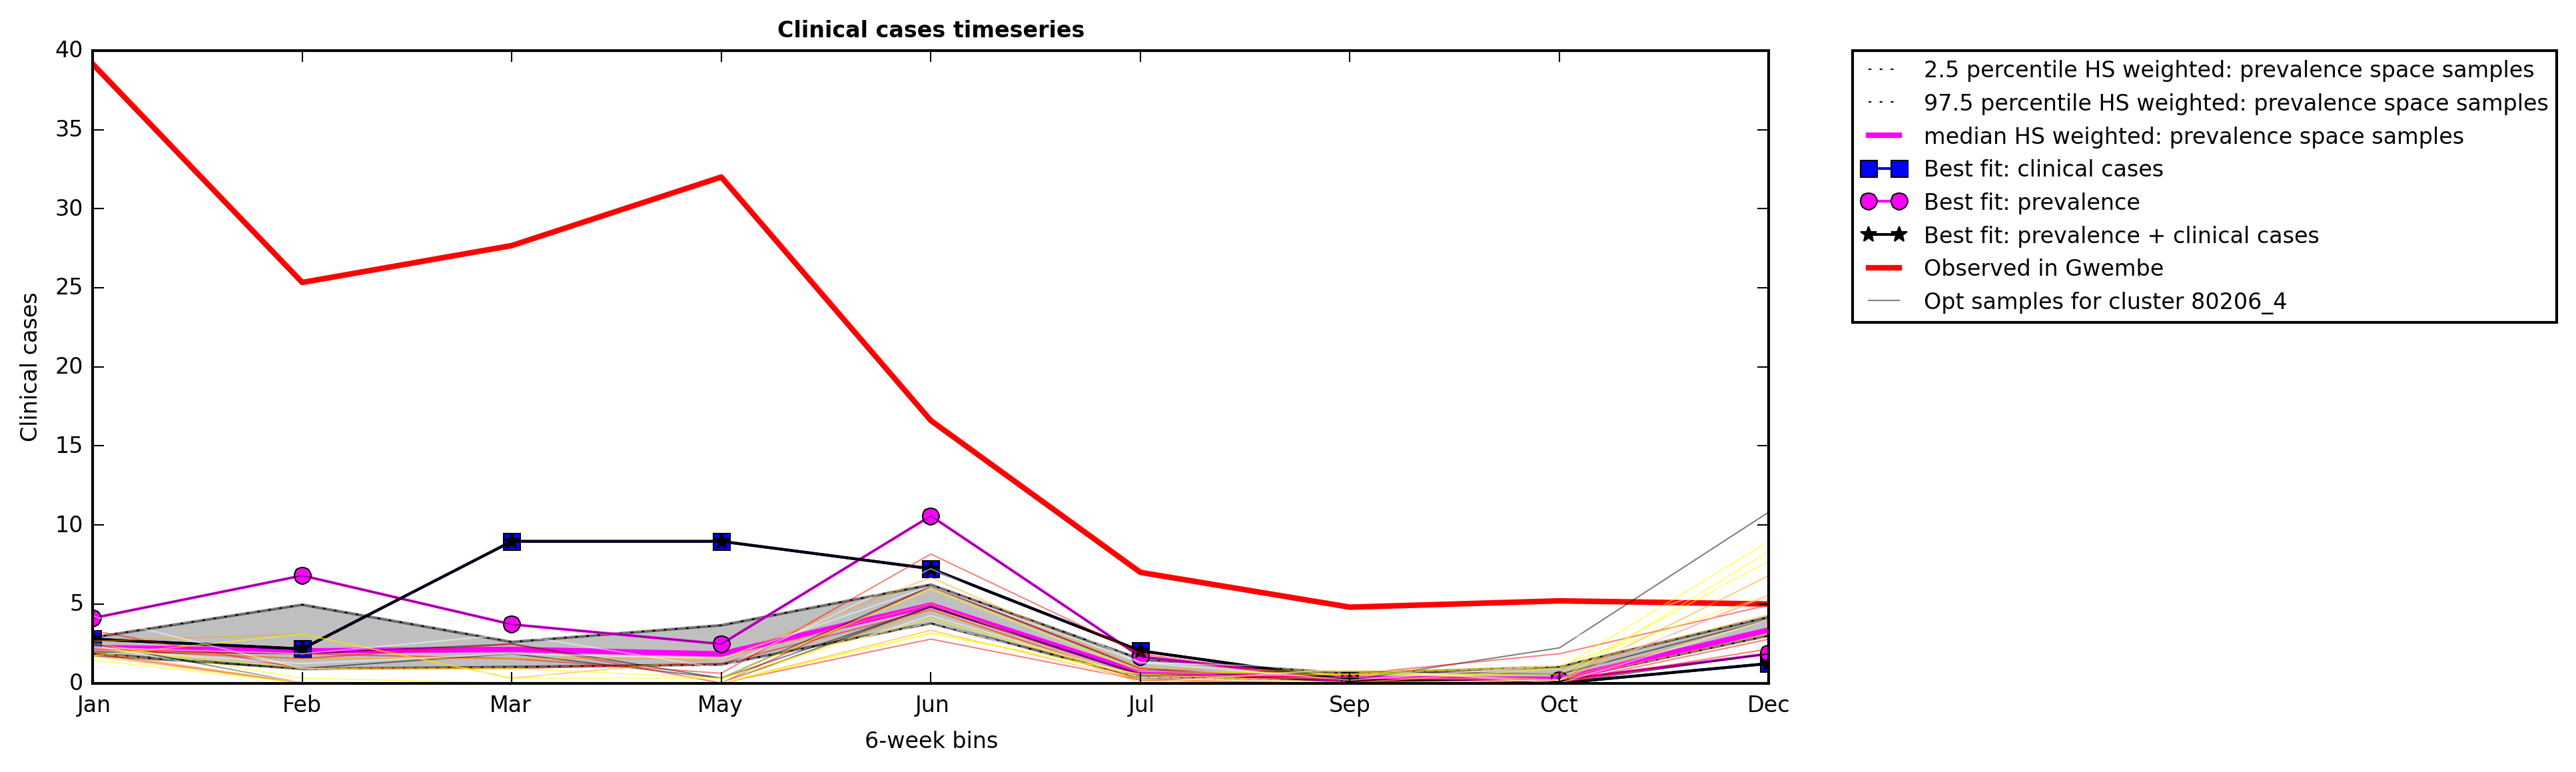 Clinical cases timeseries
40
35
30
25
20
15
10
5
0
Clinical cases
Jan Feb Mar May Jun Jul Sep Oct Dec
6-week bins
2.5 percentile HS weighted: prevalence space samples
97.5 percentile HS weighted: prevalence space samples
median HS weighted: prevalence space samples
Best fit: clinical cases
Best fit: prevalence
Best fit: prevalence + clinical cases
Observed in Gwembe
Opt samples for cluster 80206_4